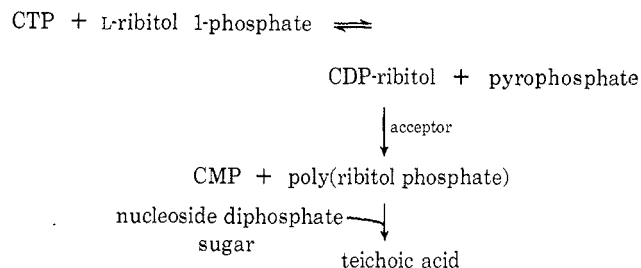 CTP + L-ribitol 1-phosphate ⇌
CDP-ribitol + pyrophosphate
acceptor
CMP + poly(ribitol phosphate)
nucleoside diphosphate
sugar
teichoic acid